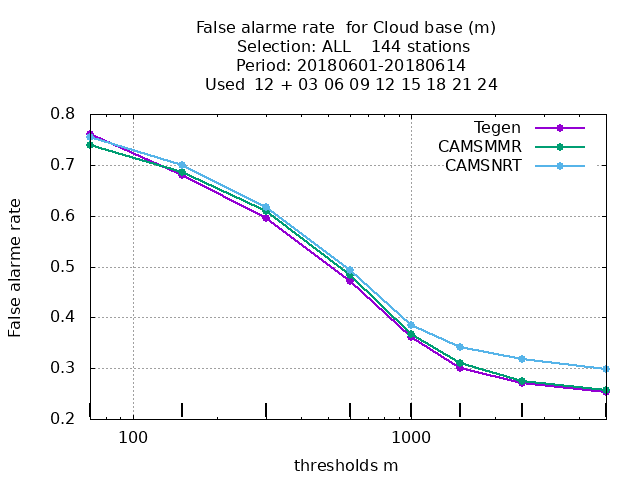 False alarme rate  for Cloud base (m)
Selection: ALL    144 stations
Period: 20180601-20180614
Used  12 + 03 06 09 12 15 18 21 24
0.8
0.7
0.6
0.5
0.4
0.3
0.2
False alarme rate
Tegen
CAMSMMR
CAMSNRT
100
1000
thresholds m